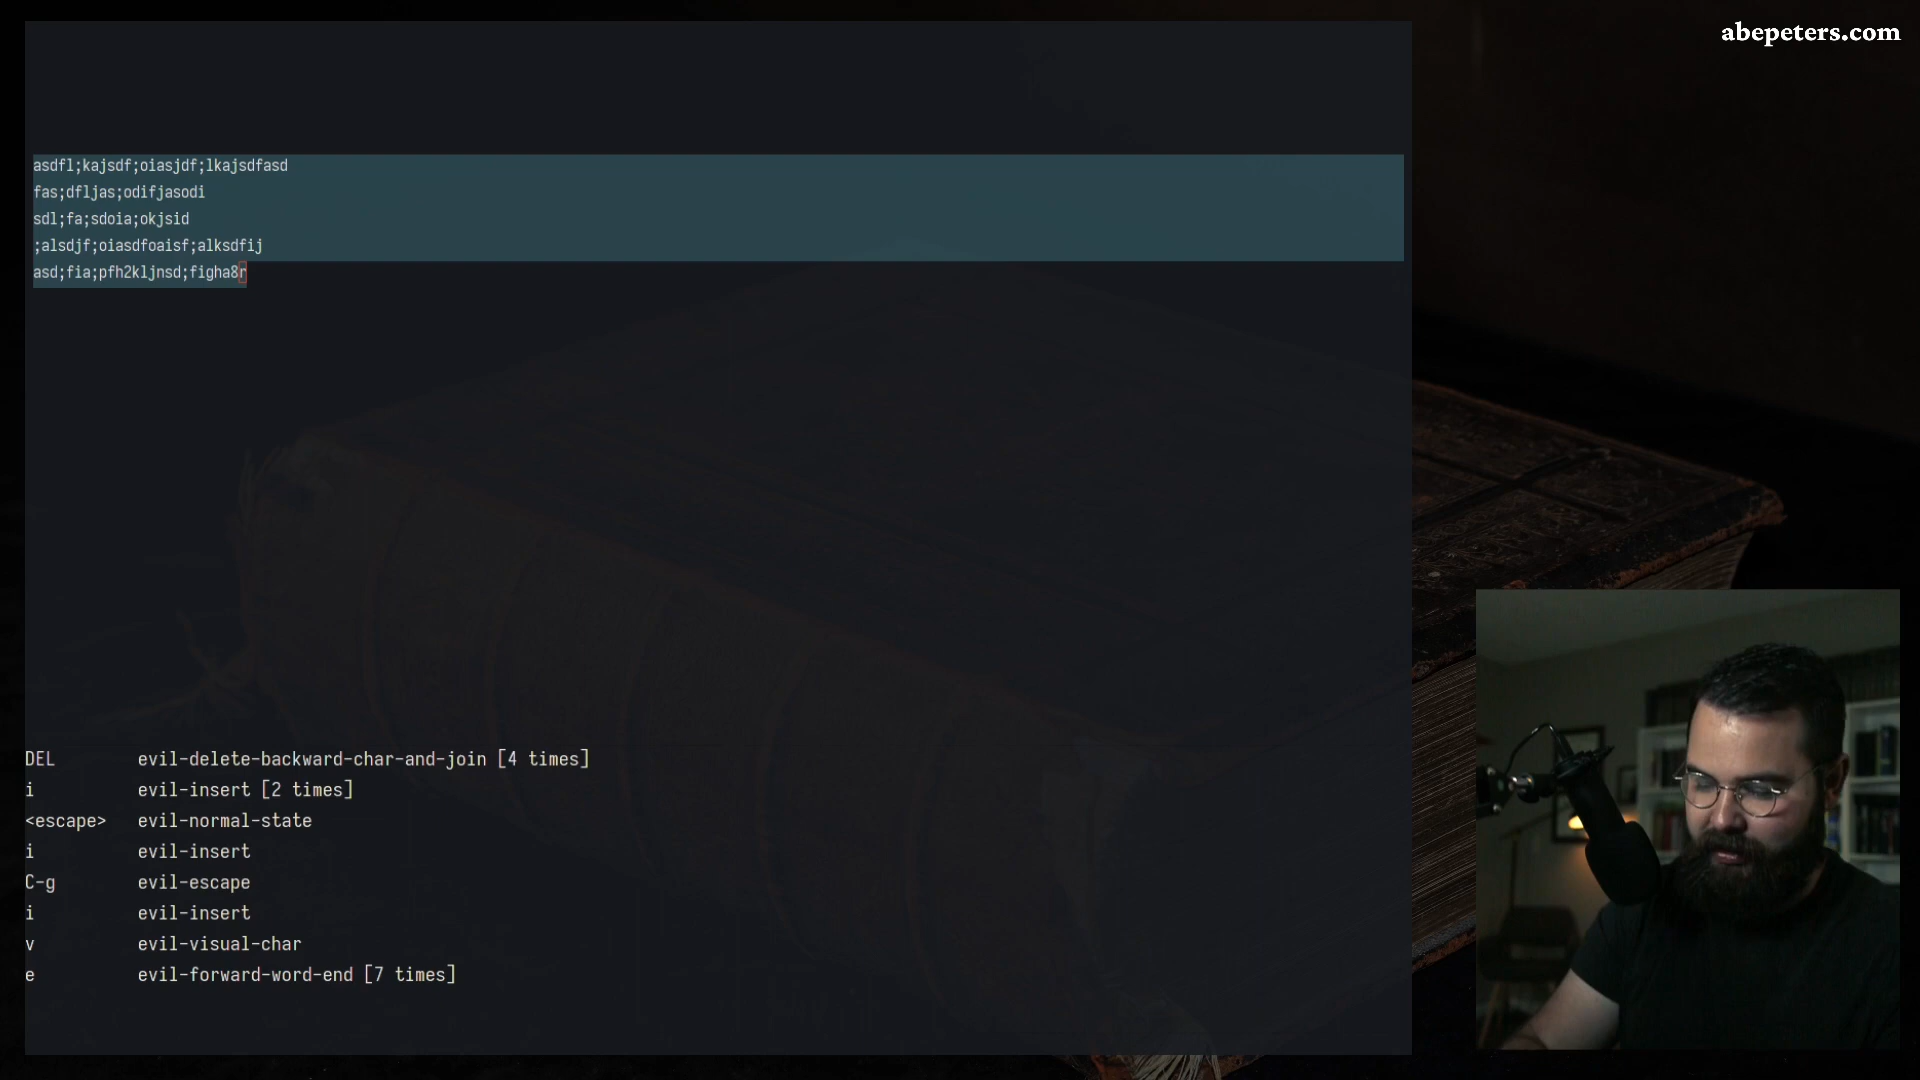 abepeters.com
asdfl;kajsdf;oiasjdf;lkajsdfasd
fas;dfljas;odifjasodi
sdl;fa;sdoia;okjsid
;alsdjf;oiasdfoaisf;alksdfij
asd;fia;pfh2kljnsd;figha8r
DEL evil-delete-backward-char-and-join [4 times]
i evil-insert [2 times]
<escape> evil-normal-state
i evil-insert
C-g evil-escape
i evil-insert
v evil-visual-char
e evil-forward-word-end [7 times]